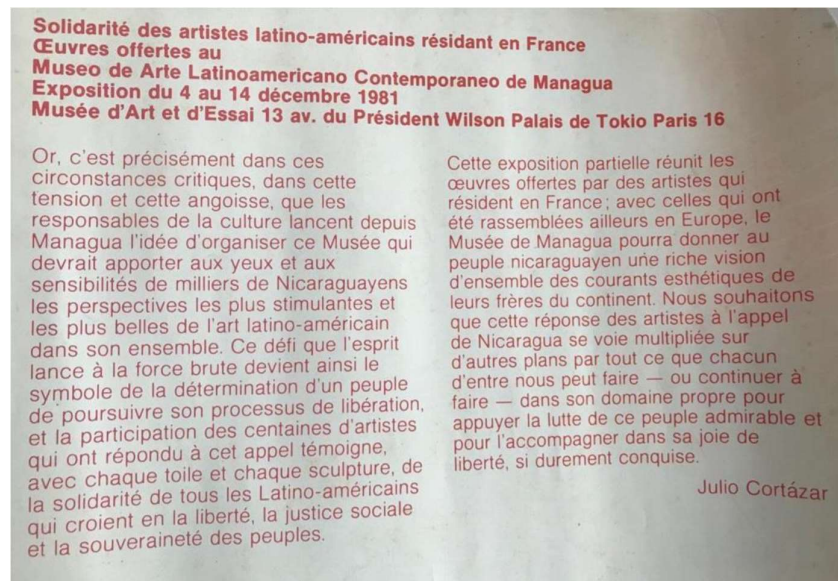 Solidarité des artistes latino-américains résidant en France
Œuvres offertes au
Museo de Arte Latinoamericano Contemporaneo de Managua
Exposition du 4 au 14 décembre 1981
Musée d'Art et d'Essai 13 av. du Président Wilson Palais de Tokio Paris 16
Or, c'est précisément dans ces
circonstances critiques, dans cette
tension et cette angoisse, que les
responsables de la culture lancent depuis
Managua l'idée d'organiser ce Musée qui
devrait apporter aux yeux et aux
sensibilités de milliers de Nicaraguayens
les perspectives les plus stimulantes et
les plus belles de l'art latino-américain
dans son ensemble. Ce défi que l'esprit
lance à la force brute devient ainsi le
symbole de la détermination d'un peuple
de poursuivre son processus de libération,
et la participation des centaines d'artistes
qui ont répondu à cet appel témoigne,
avec chaque toile et chaque sculpture, de
la solidarité de tous les Latino-américains
qui croient en la liberté, la justice sociale
et la souveraineté des peuples.
Cette exposition partielle réunit les
œuvres offertes par des artistes qui
résident en France; avec celles qui ont
été rassemblées ailleurs en Europe, le
Musée de Managua pourra donner au
peuple nicaraguayen une riche vision
d'ensemble des courants esthétiques de
leurs frères du continent. Nous souhaitons
que cette réponse des artistes à l'appel
de Nicaragua se voie multipliée sur
d'autres plans par tout ce que chacun
d'entre nous peut faire — ou continuer à
faire — dans son domaine propre pour
appuyer la lutte de ce peuple admirable et
pour l'accompagner dans sa joie de
liberté, si durement conquise.
Julio Cortázar